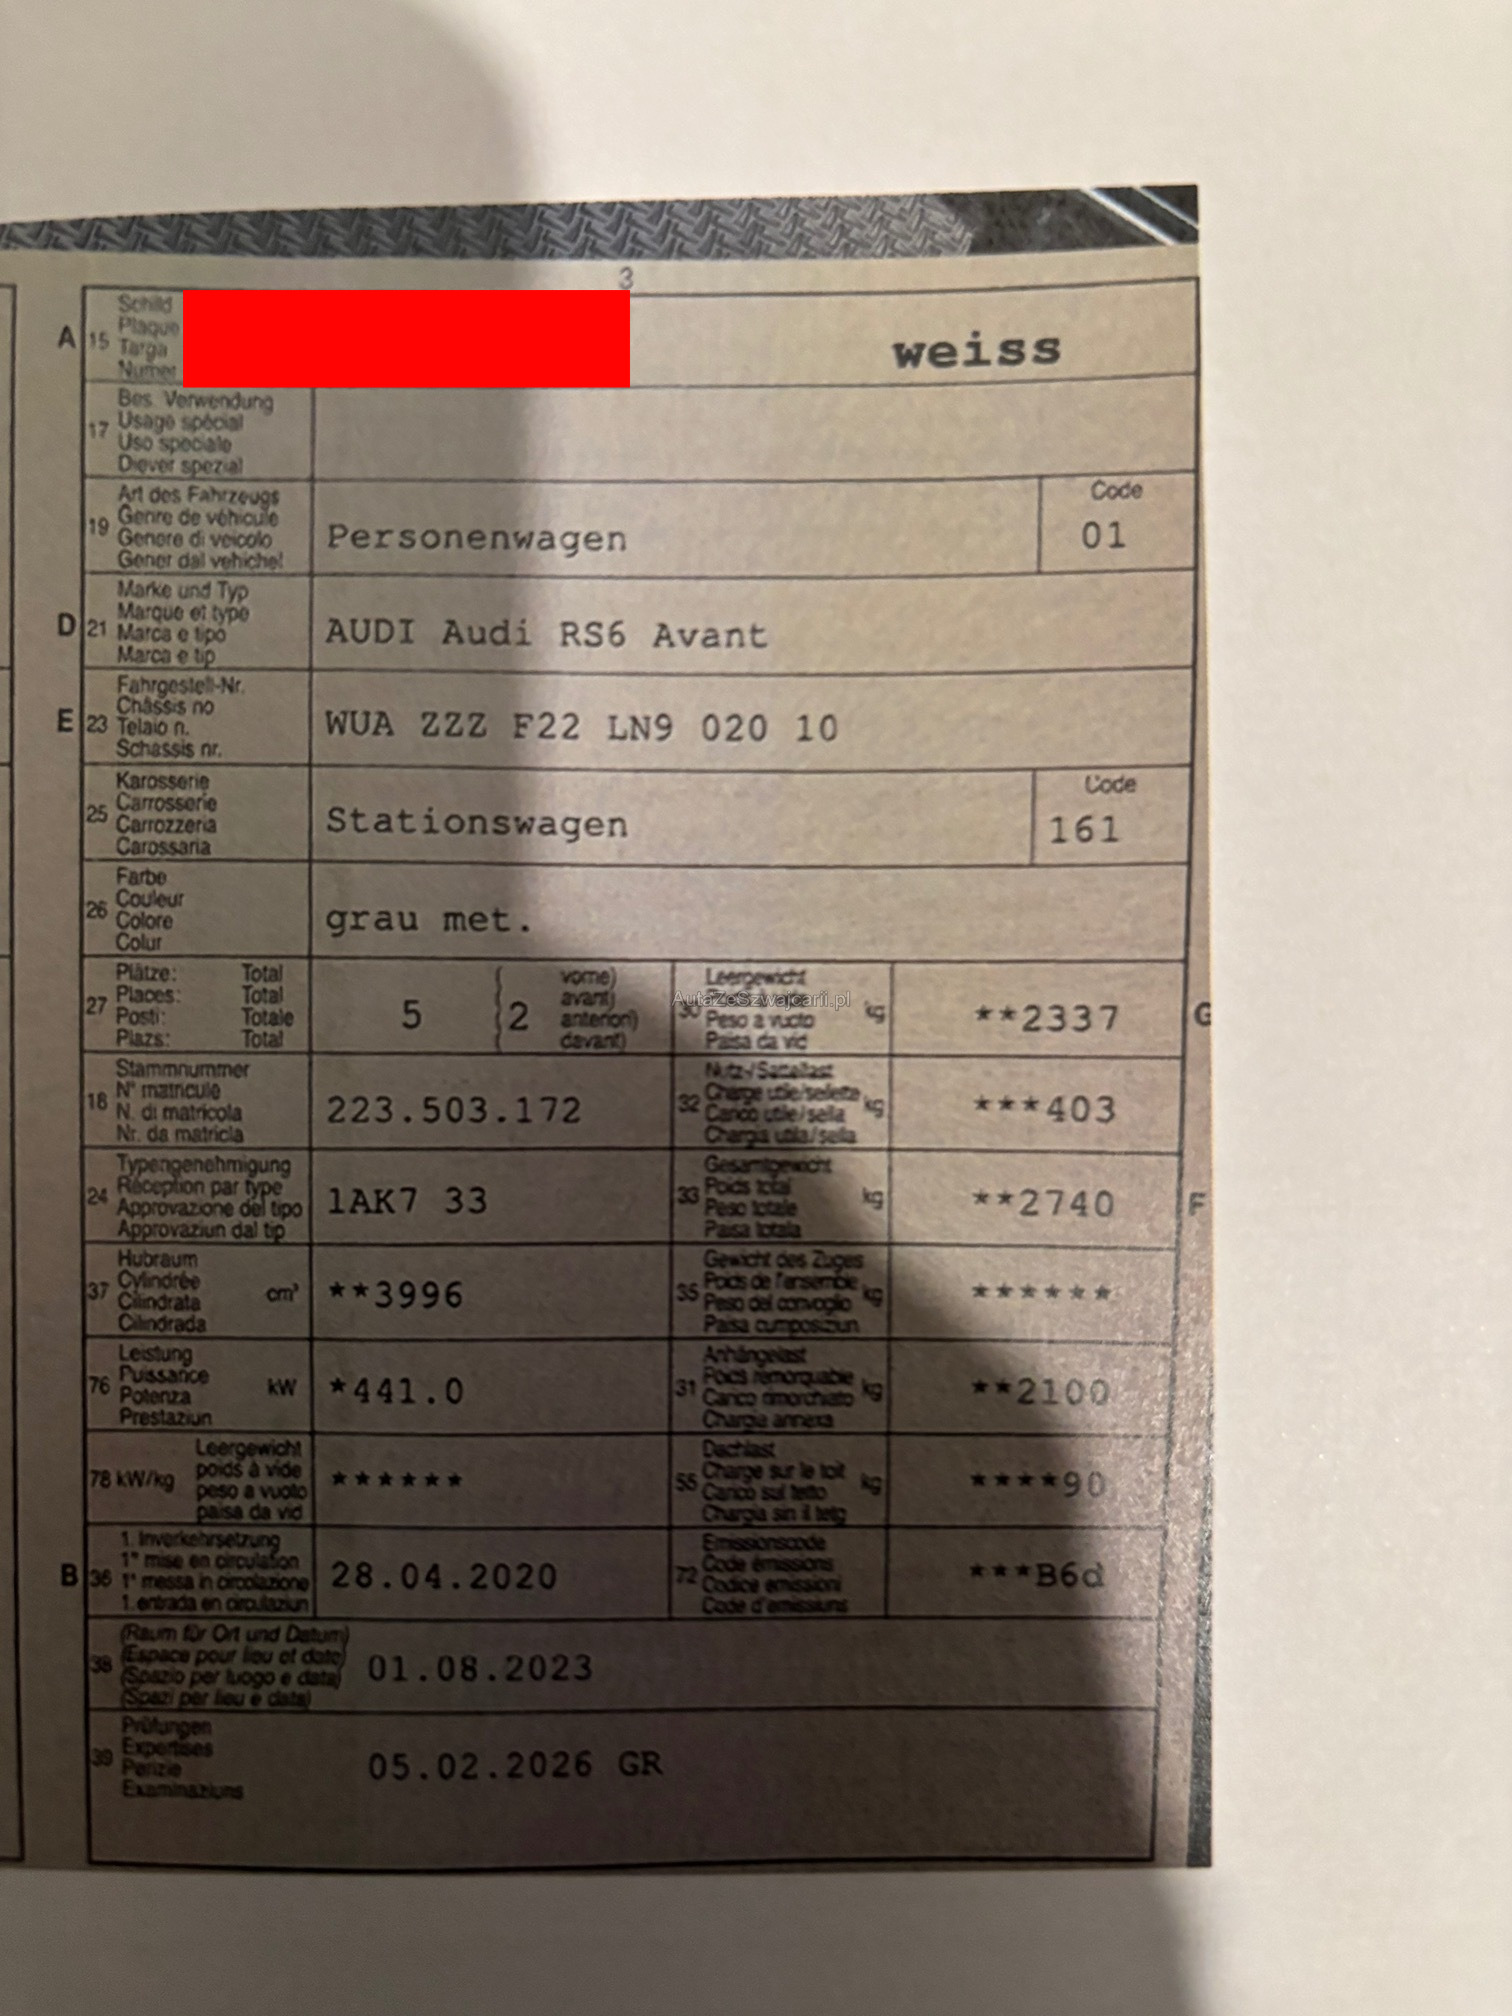 3
A 15 Schild
Plaque
Targa
Numer
weiss
17 Bes. Verwendung
Usage spécial
Uso speciale
Diever spezial
19 Art des Fahrzeugs
Genre de véhicule
Genere di veicolo
Gener dal vehichel
Personenwagen
Code
01
D 21 Marke und Typ
Marque et type
Marca e tipo
Marca e tip
AUDI Audi RS6 Avant
E 23 Fahrgestell-Nr.
Châssis no
Telaio n.
Schassis nr.
WUA ZZZ F22 LN9 020 10
25 Karosserie
Carrosserie
Carrozzeria
Carossaria
Stationswagen
Code
161
26 Farbe
Couleur
Colore
Colur
grau met.
27 Plätze: Total
Places: Total
Posti: Totale
Plazs: Total
5 2
vorne)
avant)
anteriori)
davant)
30 Leergewicht
Peso a vuoto
Paisa da vid
kg
**2337 G
AutaZeSzwajcarii.pl
18 Stammnummer
N° matricule
N. di matricola
Nr. da matricla
223.503.172
32 Nutz-/Sattellast
Charge utile/sellette
Carico utile/sella
Chargia utila/sella
kg
***403
24 Typengenehmigung
Réception par type
Approvazione del tipo
Approvaziun dal tip
1AK7 33
33 Gesamtgewicht
Poids total
Peso totale
Paisa totala
kg
**2740 F
37 Hubraum
Cylindrée
Cilindrata
Cilindrada
cm³
**3996
35 Gewicht des Zuges
Poids de l'ensemble
Peso del convoglio
Paisa cumposiziun
kg
******
76 Leistung
Puissance
Potenza
Prestaziun
kW
*441.0
31 Anhängelast
Poids remorquable
Carico rimorchiato
Chargia annexa
kg
**2100
78 kW/kg
Leergewicht
poids à vide
peso a vuoto
paisa da vid
******
55 Dachlast
Charge sur le toit
Carico sul tetto
Chargia sin il tetg
kg
****90
B 36 1. Inverkehrsetzung
1re mise en circulation
1a messa in circolazione
1. entrada en circulaziun
28.04.2020
72 Emissionscode
Code émissions
Codice emissioni
Code d'emissiuns
***B6d
38 (Raum für Ort und Datum)
(Espace pour lieu et date)
(Spazio per luogo e data)
(Spazi per lieu e data)
01.08.2023
39 Prüfungen
Expertises
Perizie
Examinaziuns
05.02.2026 GR